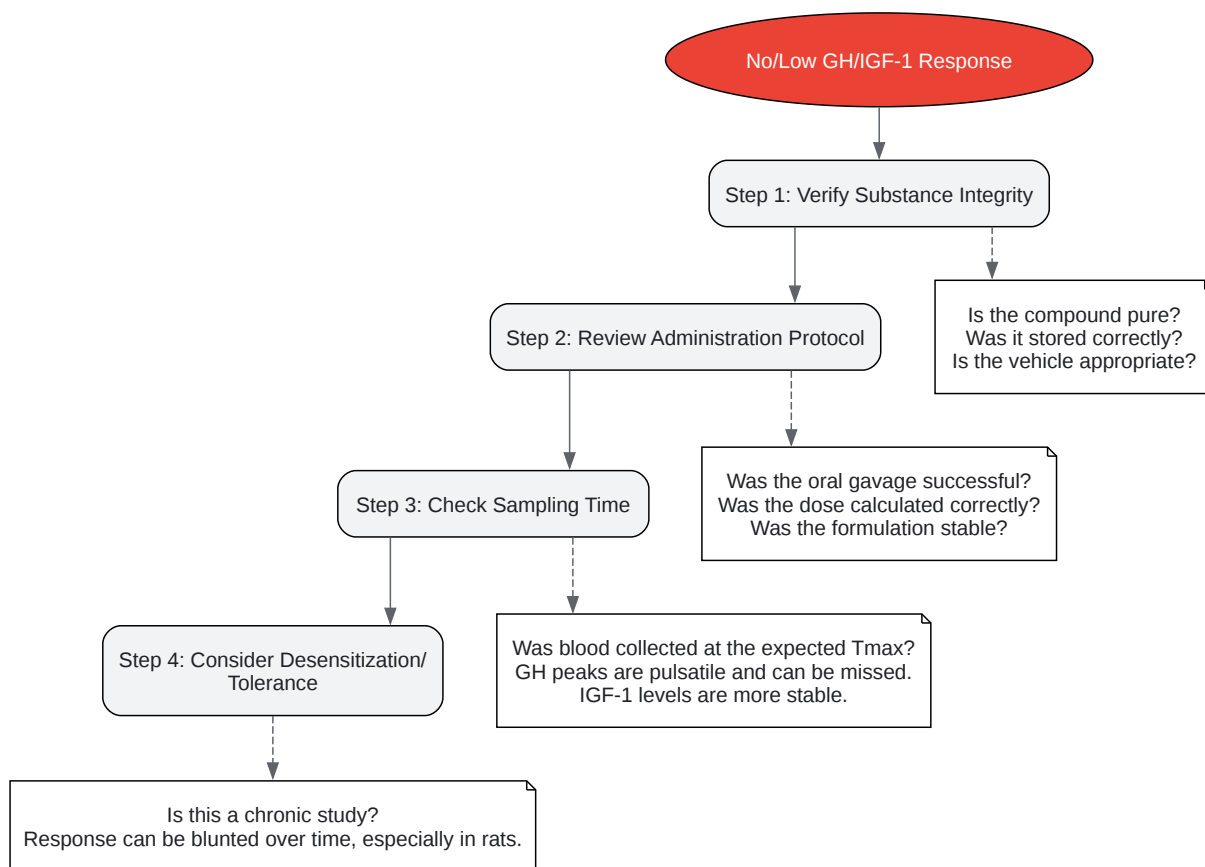 No/Low GH/IGF-1 Response
Step 1: Verify Substance Integrity
Is the compound pure?
Was it stored correctly?
Is the vehicle appropriate?
Step 2: Review Administration Protocol
Was the oral gavage successful?
Was the dose calculated correctly?
Was the formulation stable?
Step 3: Check Sampling Time
Was blood collected at the expected Tmax?
GH peaks are pulsatile and can be missed.
IGF-1 levels are more stable.
Step 4: Consider Desensitization/
Tolerance
Is this a chronic study?
Response can be blunted over time, especially in rats.